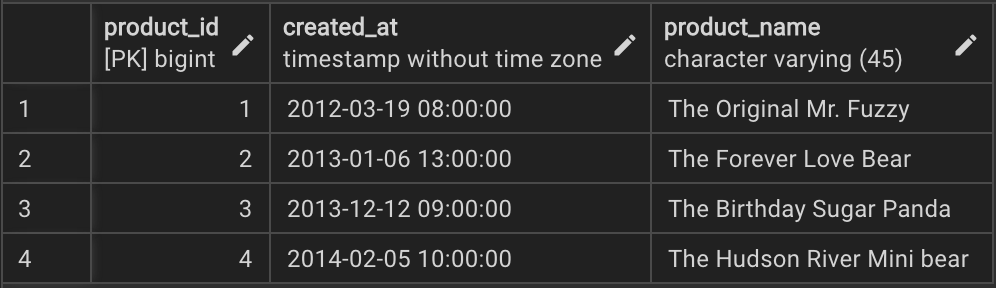 product_id created_at product_name
[PK] bigint timestamp without time zone character varying (45)
1 1 2012-03-19 08:00:00 The Original Mr. Fuzzy
2 2 2013-01-06 13:00:00 The Forever Love Bear
3 3 2013-12-12 09:00:00 The Birthday Sugar Panda
4 4 2014-02-05 10:00:00 The Hudson River Mini bear